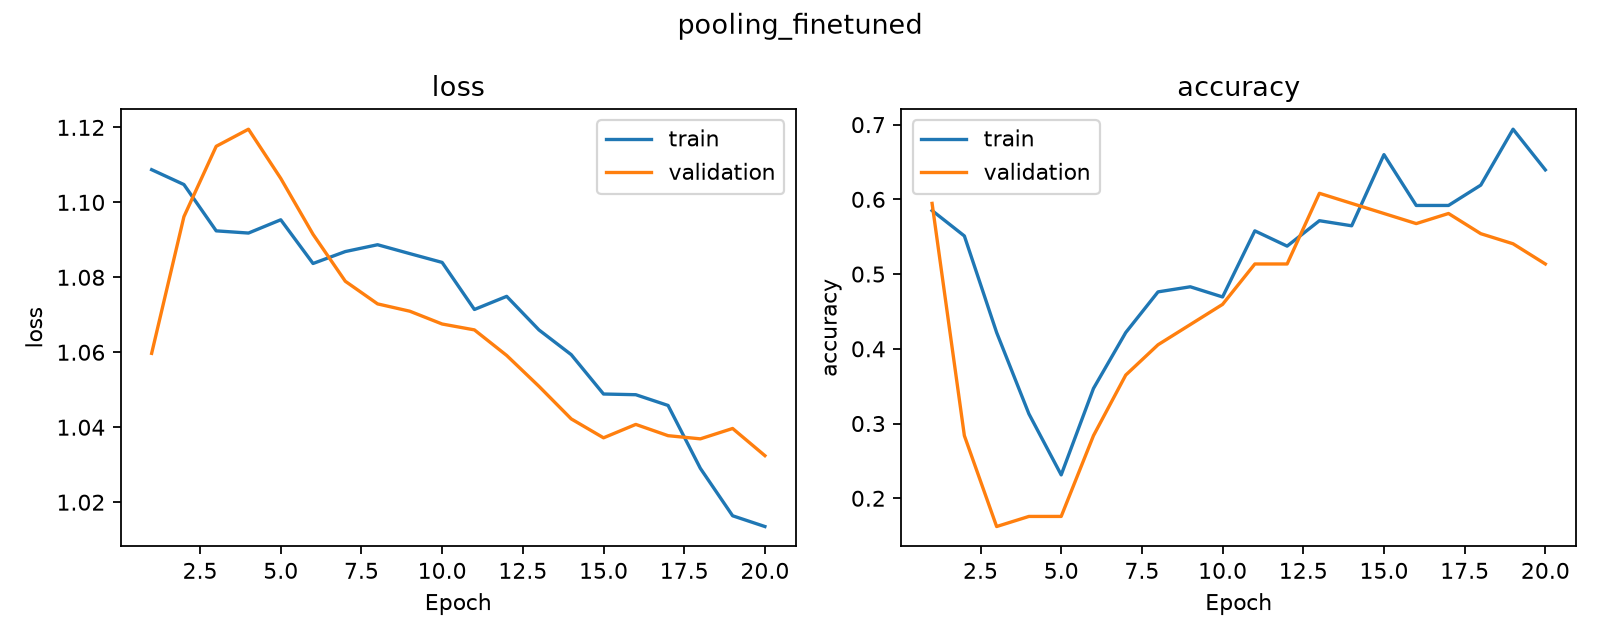 pooling_finetuned
loss
train
validation
1.12
1.10
1.08
1.06
1.04
1.02
loss
2.5 5.0 7.5 10.0 12.5 15.0 17.5 20.0
Epoch
accuracy
train
validation
0.7
0.6
0.5
0.4
0.3
0.2
accuracy
2.5 5.0 7.5 10.0 12.5 15.0 17.5 20.0
Epoch